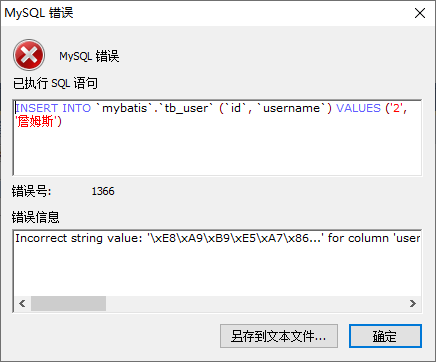 MySQL 错误
MySQL 错误
已执行 SQL 语句
INSERT INTO `mybatis`.`tb_user` (`id`, `username`) VALUES ('2',
'詹姆斯')
错误号: 1366
错误信息
Incorrect string value: '\xE8\xA9\xB9\xE5\xA7\x86...' for column 'user
另存到文本文件...
确定